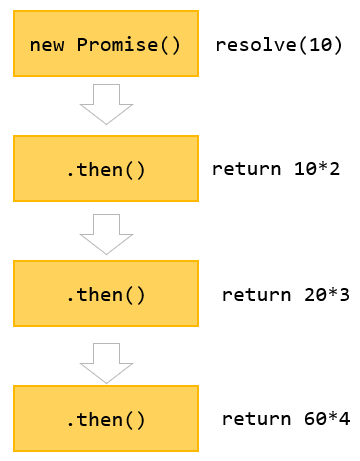 new Promise() resolve(10)
.then() return 10*2
.then() return 20*3
.then() return 60*4